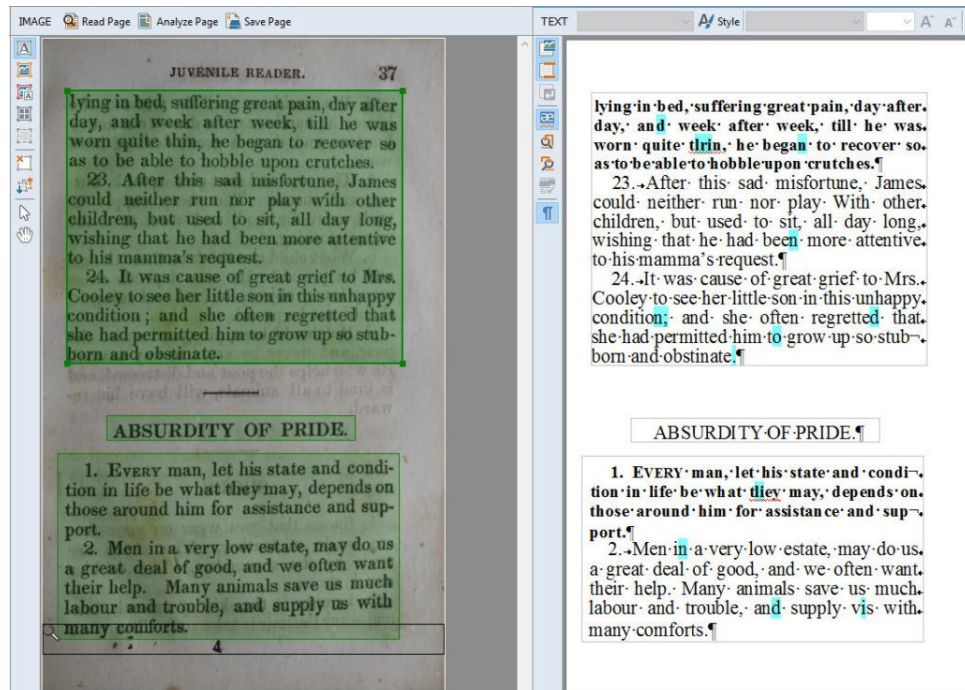 IMAGE Read Page Analyze Page Save Page
JUVENILE READER. 37
lying in bed, suffering great pain, day after
day, and week after week, till he was
worn quite thin, he began to recover so
as to be able to hobble upon crutches.
23. After this sad misfortune, James
could neither run nor play with other
children, but used to sit, all day long,
wishing that he had been more attentive
to his mamma's request.
24. It was cause of great grief to Mrs.
Cooley to see her little son in this unhappy
condition; and she often regretted that
she had permitted him to grow up so stub-
born and obstinate.
ABSURDITY OF PRIDE.
1. EVERY man, let his state and condi-
tion in life be what they may, depends on
those around him for assistance and sup-
port.
2. Men in a very low estate, may do us
a great deal of good, and we often want
their help. Many animals save us much
labour and trouble, and supply us with
many comforts.
4
TEXT Style
lying in bed, suffering great pain, day after
day, and week after week, till he was
worn quite tlrin, he began to recover so
as to be able to hobble upon crutches.¶
23. After this sad misfortune, James
could neither run nor play With other
children, but used to sit, all day long,
wishing that he had been more attentive
to his mamma's request.¶
24. It was cause of great grief to Mrs.
Cooley to see her little son in this unhappy
condition; and she often regretted that
she had permitted him to grow up so stub¬
born and obstinate.¶
ABSURDITY OF PRIDE.¶
1. EVERY man, let his state and condi¬
tion in life be what tliey may, depends on
those around him for assistance and sup¬
port.¶
2. Men in a very low estate, may do us
a great deal of good, and we often want
their help. Many animals save us much
labour and trouble, and supply vis with
many comforts.¶